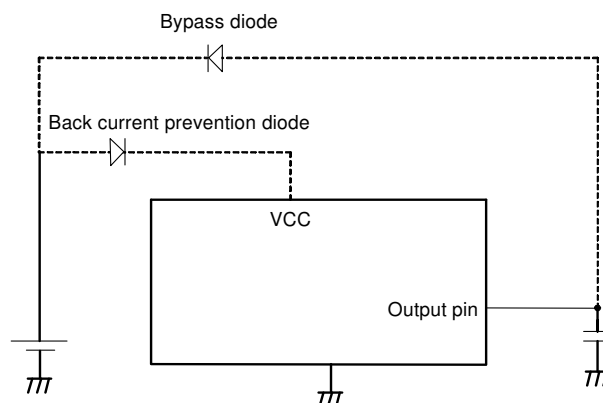 Bypass diode
Back current prevention diode
VCC
Output pin